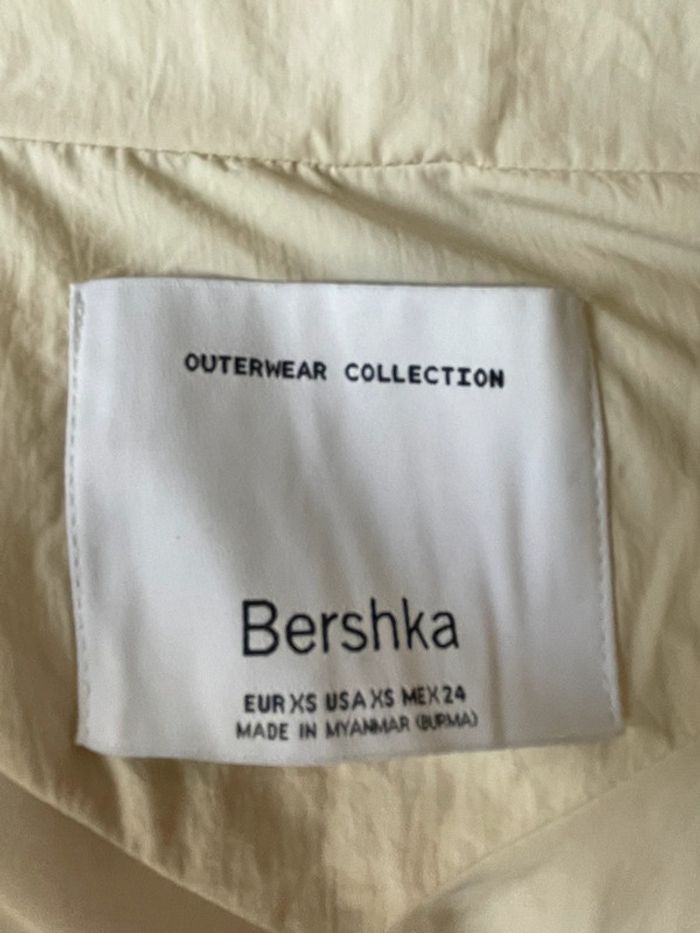 OUTERWEAR COLLECTION
Bershka
EUR XS USA XS MEX 24
MADE IN MYANMAR (BURMA)